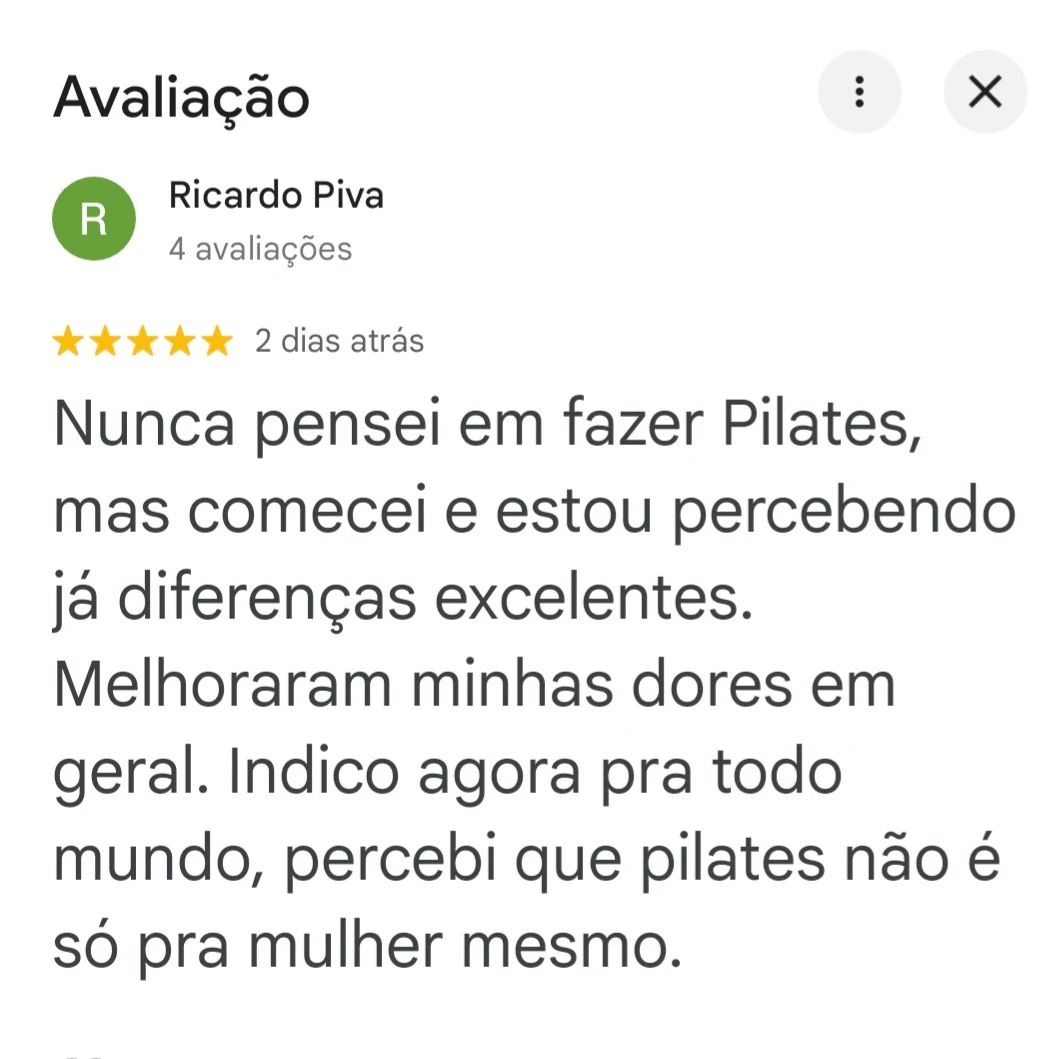 Avaliação
R
Ricardo Piva
4 avaliações
2 dias atrás
Nunca pensei em fazer Pilates,
mas comecei e estou percebendo
já diferenças excelentes.
Melhoraram minhas dores em
geral. Indico agora pra todo
mundo, percebi que pilates não é
só pra mulher mesmo.